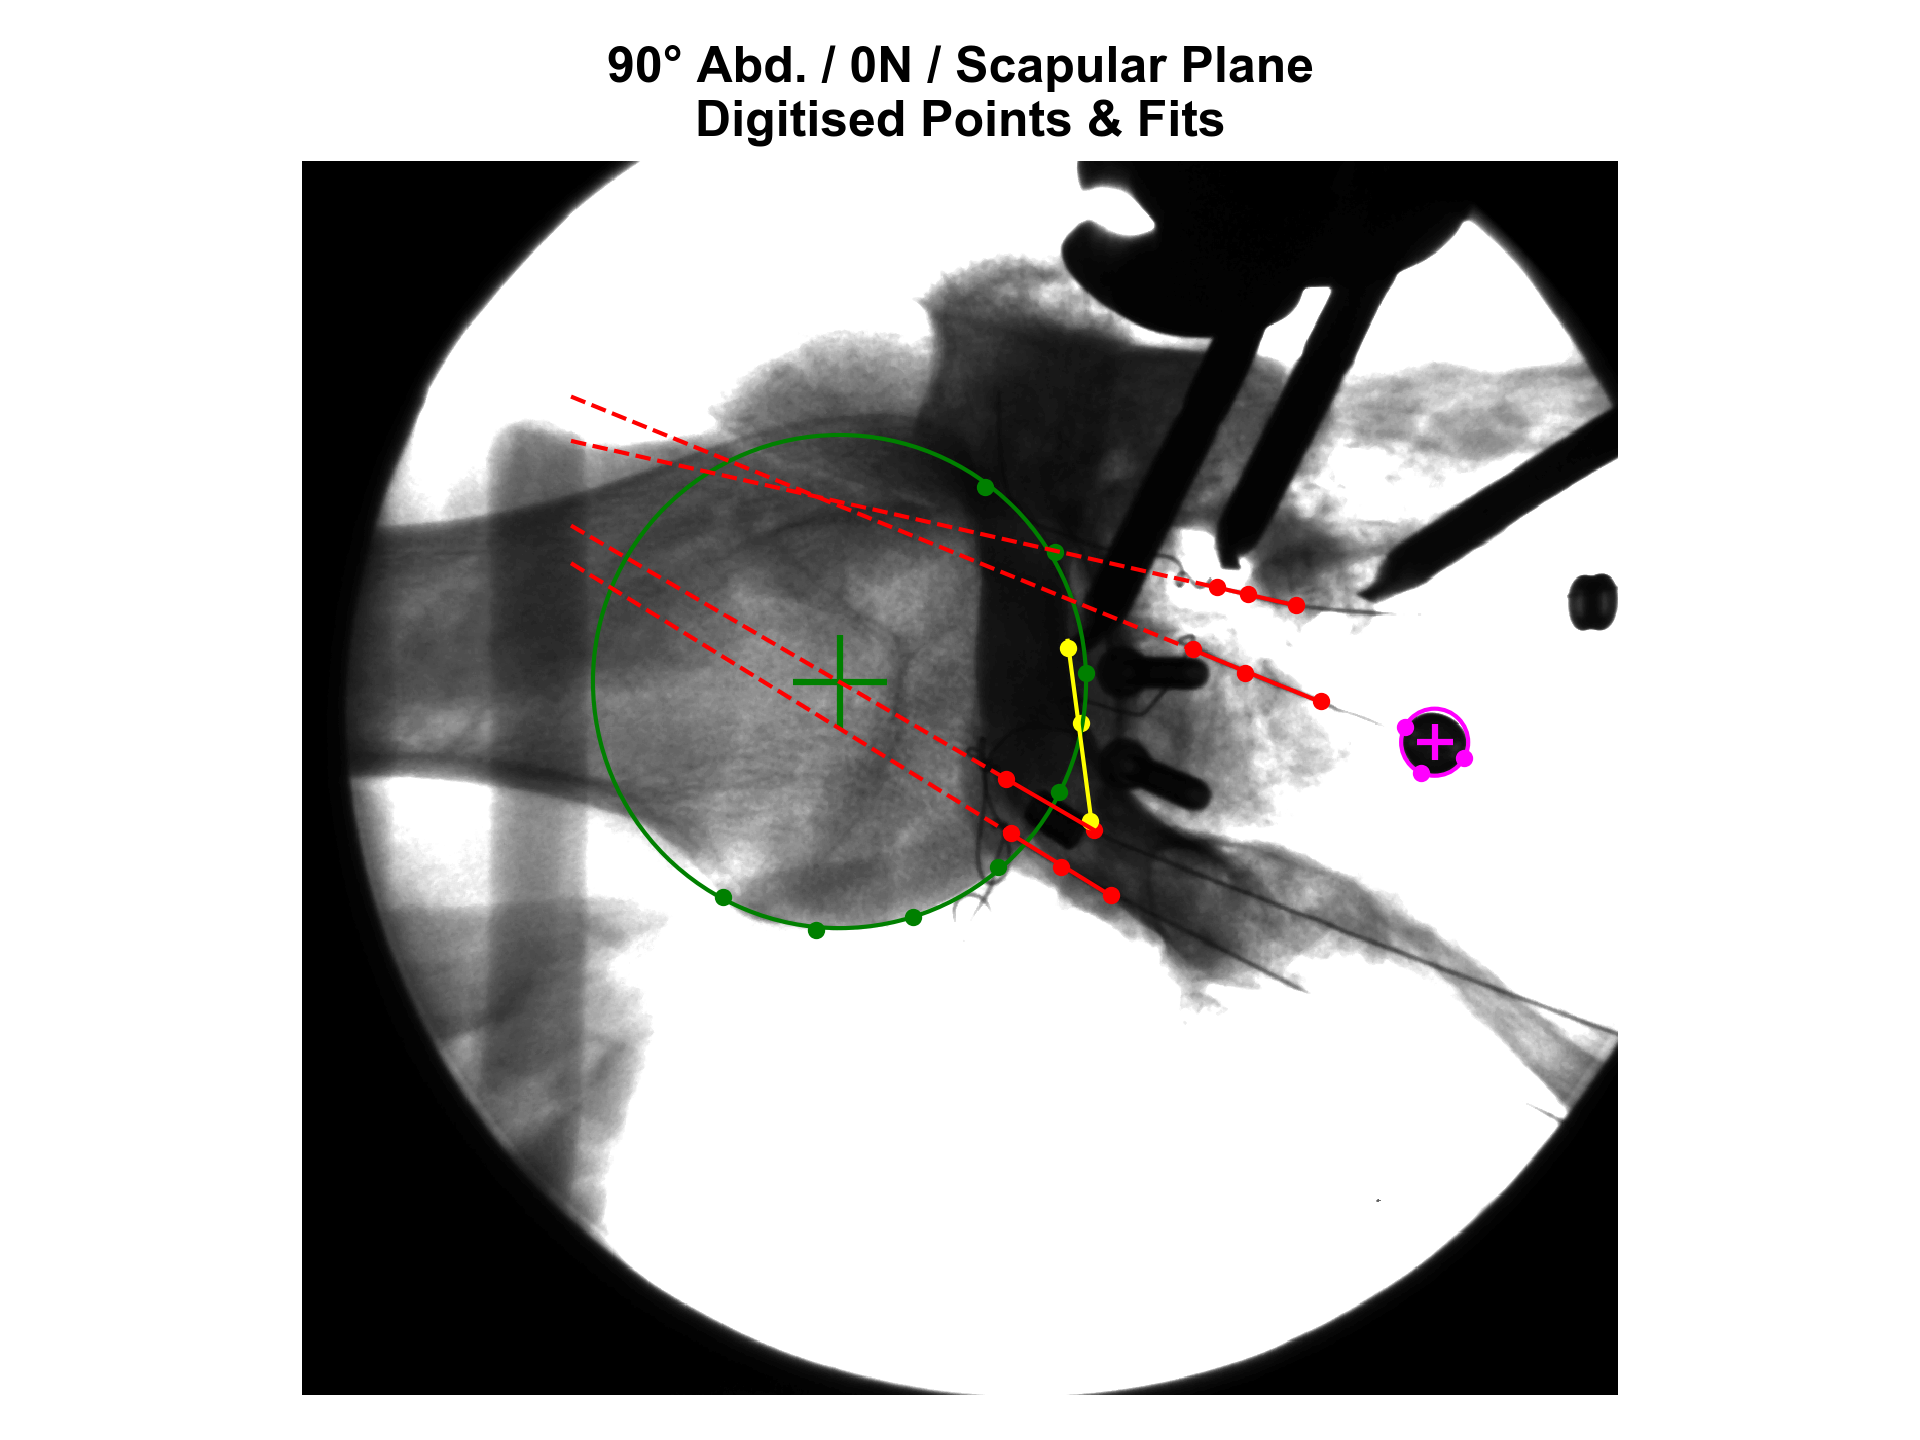 90° Abd. / 0N / Scapular Plane
Digitised Points & Fits